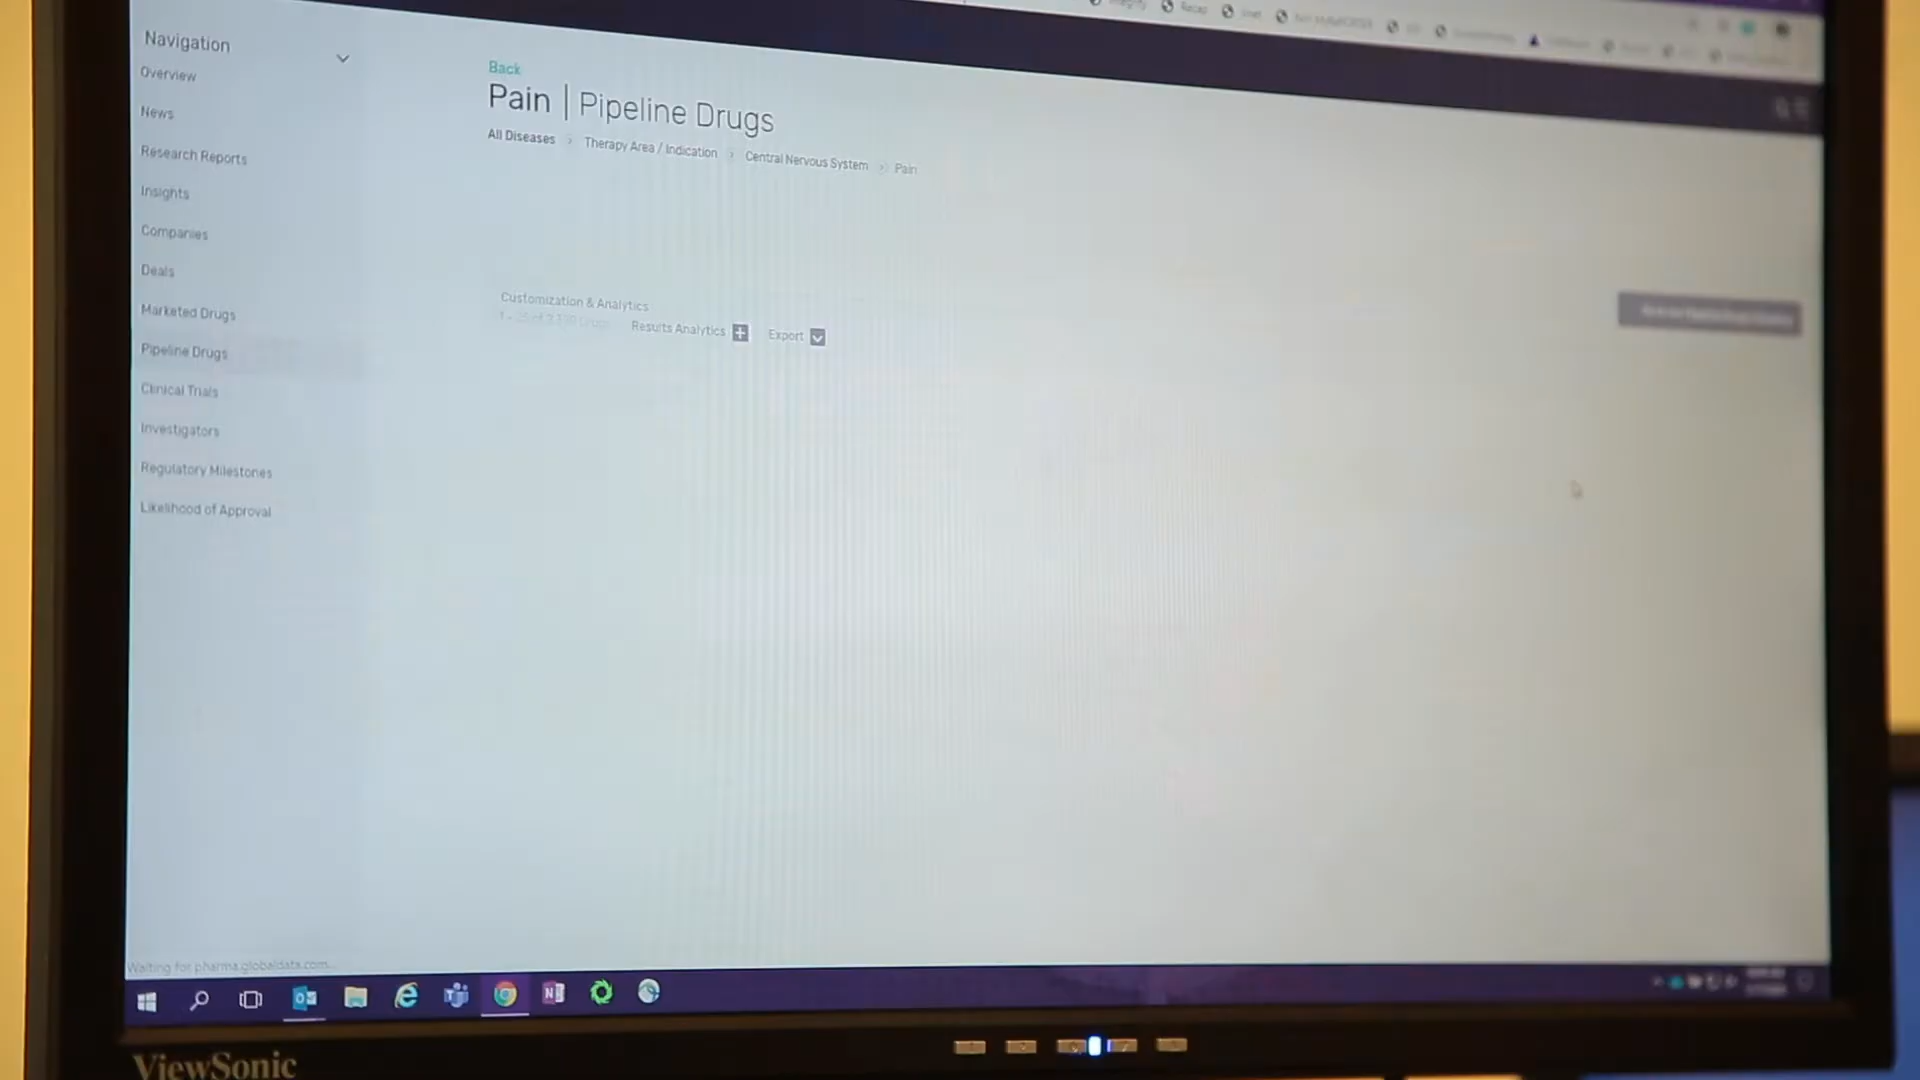 Integrity
Recap
Navigation
Overview
News
Research Reports
Insights
Companies
Deals
Marketed Drugs
Pipeline Drugs
Clinical Trials
Investigators
Regulatory Milestones
Likelihood of Approval
Back
Pain | Pipeline Drugs
All Diseases > Therapy Area / Indication > Central Nervous System > Pain
Customization & Analytics
Results Analytics
Export
Waiting for pharma.globaldata.com...
ViewSonic